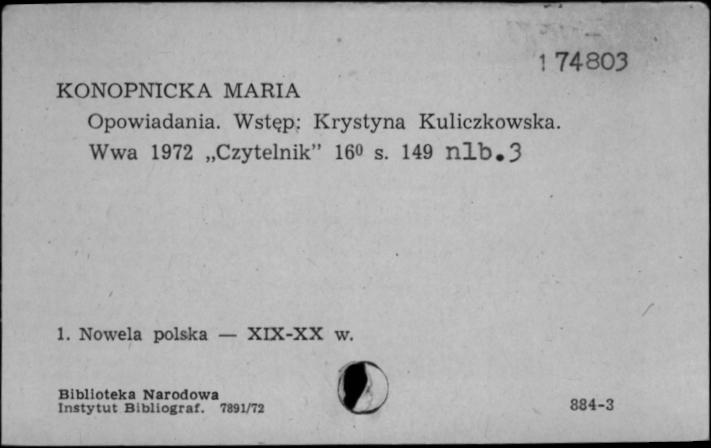 1 74803
KONOPNICKA MARIA
Opowiadania. Wstęp: Krystyna Kuliczkowska.
Wwa 1972 „Czytelnik” 16⁰ s. 149 nlb.3
1. Nowela polska — XIX-XX w.
Biblioteka Narodowa
Instytut Bibliograf. 7891/72
884-3